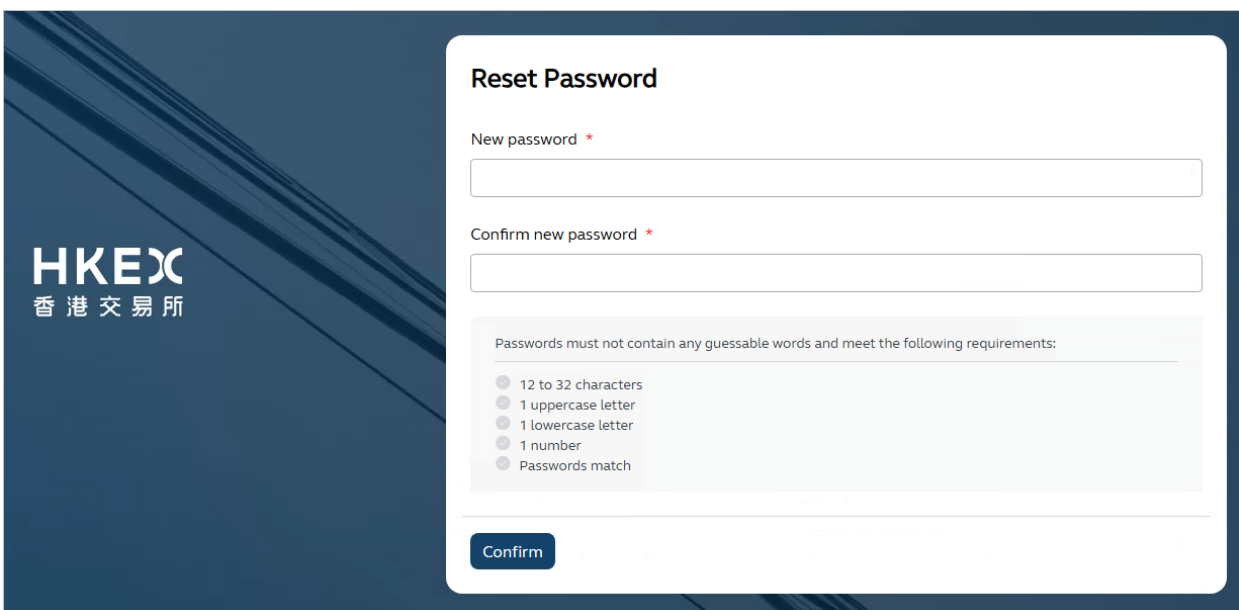 HKEX
香港交易所
Reset Password
New password *
Confirm new password *
Passwords must not contain any guessable words and meet the following requirements:
12 to 32 characters
1 uppercase letter
1 lowercase letter
1 number
Passwords match
Confirm